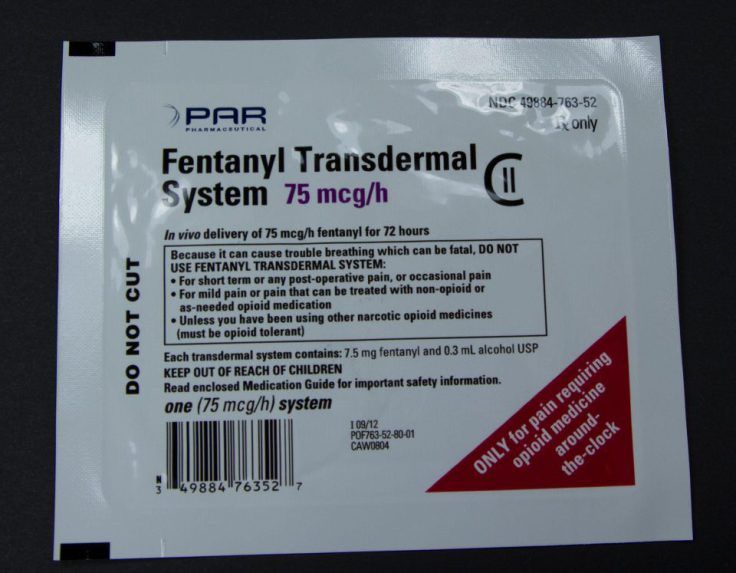 PAR
PHARMACEUTICAL
NDC 49884-763-52
Rx only
Fentanyl Transdermal
System 75 mcg/h
CII
In vivo delivery of 75 mcg/h fentanyl for 72 hours
Because it can cause trouble breathing which can be fatal, DO NOT
USE FENTANYL TRANSDERMAL SYSTEM:
• For short term or any post-operative pain, or occasional pain
• For mild pain or pain that can be treated with non-opioid or
as-needed opioid medication
• Unless you have been using other narcotic opioid medicines
(must be opioid tolerant)
DO NOT CUT
Each transdermal system contains: 7.5 mg fentanyl and 0.3 mL alcohol USP
KEEP OUT OF REACH OF CHILDREN
Read enclosed Medication Guide for important safety information.
one (75 mcg/h) system
I 09/12
POF763-52-80-01
CAW0804
N
3 49884 76352 7
ONLY for pain requiring
opioid medicine
around-
the-clock